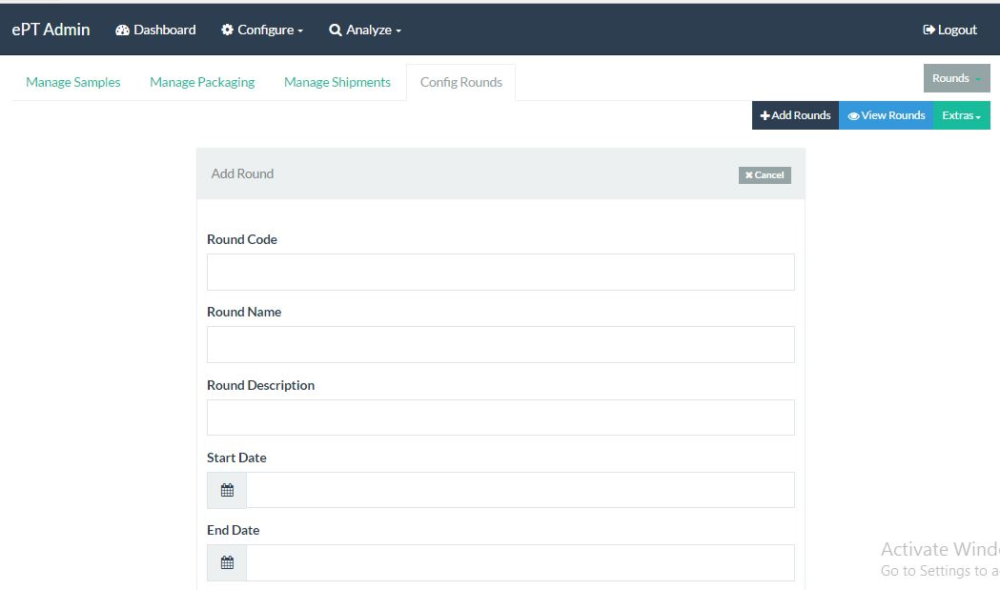 ePT Admin Dashboard Configure Analyze Logout
Manage Samples Manage Packaging Manage Shipments Config Rounds Rounds
Add Rounds View Rounds Extras
Add Round Cancel
Round Code
Round Name
Round Description
Start Date
End Date
Activate Wind
Go to Settings to a